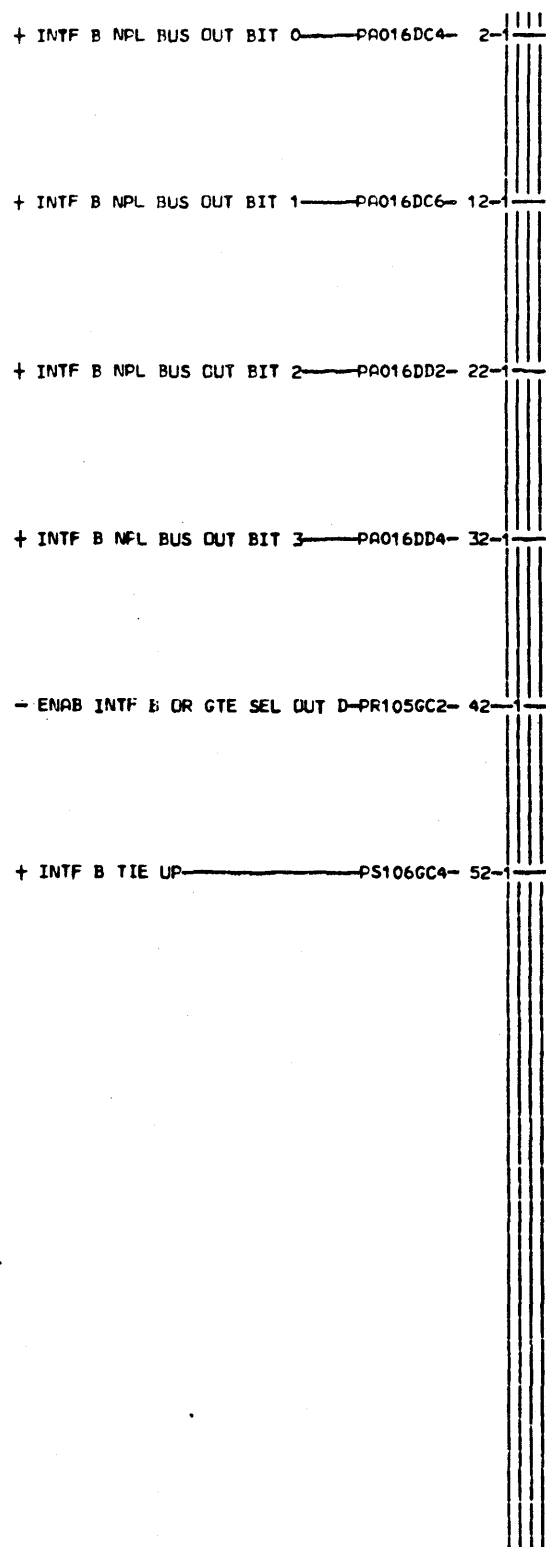 + INTF B NPL BUS OUT BIT 0——PA016DC4- 2-1
+ INTF B NPL BUS OUT BIT 1——PA016DC6- 12-1
+ INTF B NPL BUS OUT BIT 2——PA016DD2- 22-1
+ INTF B NPL BUS OUT BIT 3——PA016DD4- 32-1
- ENAB INTF B OR GTE SEL OUT D-PR105GC2- 42-1
+ INTF B TIE UP——PS106GC4- 52-1